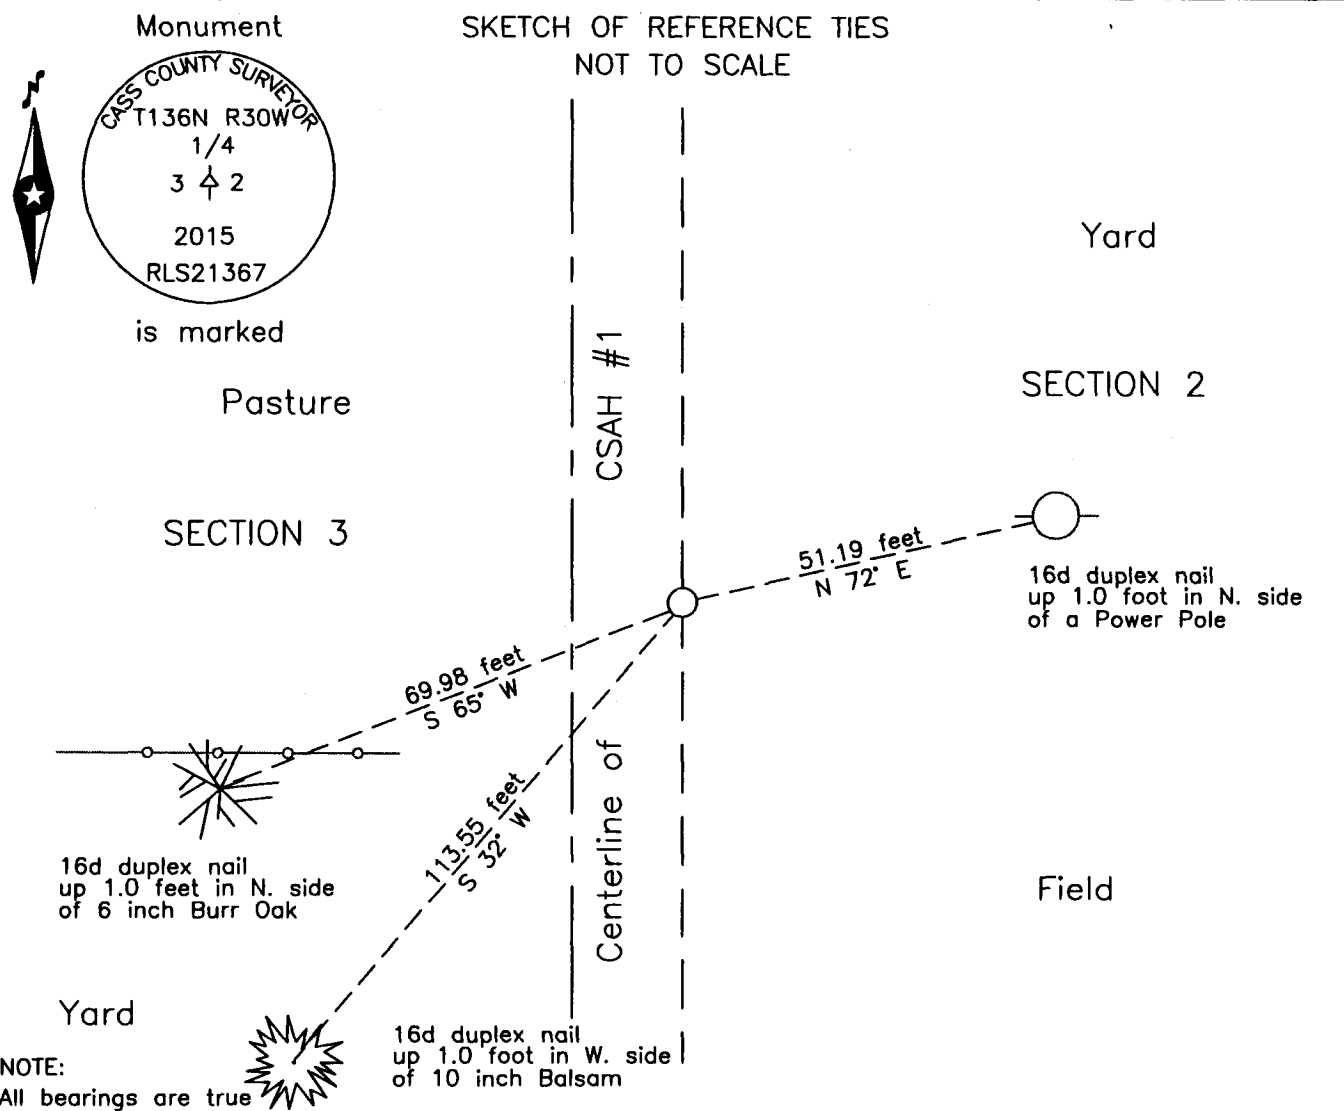 Monument
SKETCH OF REFERENCE TIES
NOT TO SCALE
N
CASS COUNTY SURVEYOR
T136N R30W
1/4
3 2
2015
RLS21367
is marked
Yard
Pasture
CSAH #1
SECTION 2
SECTION 3
51.19 feet
N 72° E
16d duplex nail
up 1.0 foot in N. side
of a Power Pole
69.98 feet
S 65° W
113.55 feet
S 32° W
Centerline of
16d duplex nail
up 1.0 feet in N. side
of 6 inch Burr Oak
Field
Yard
16d duplex nail
up 1.0 foot in W. side
of 10 inch Balsam
NOTE:
All bearings are true